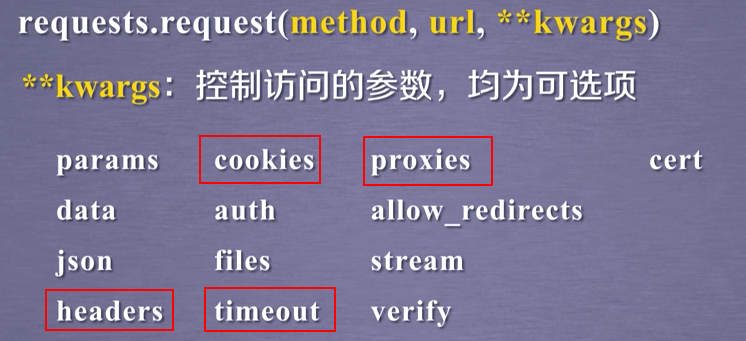 requests.request(method, url, **kwargs)
**kwargs: 控制访问的参数，均为可选项
params cookies proxies cert
data auth allow_redirects
json files stream
headers timeout verify